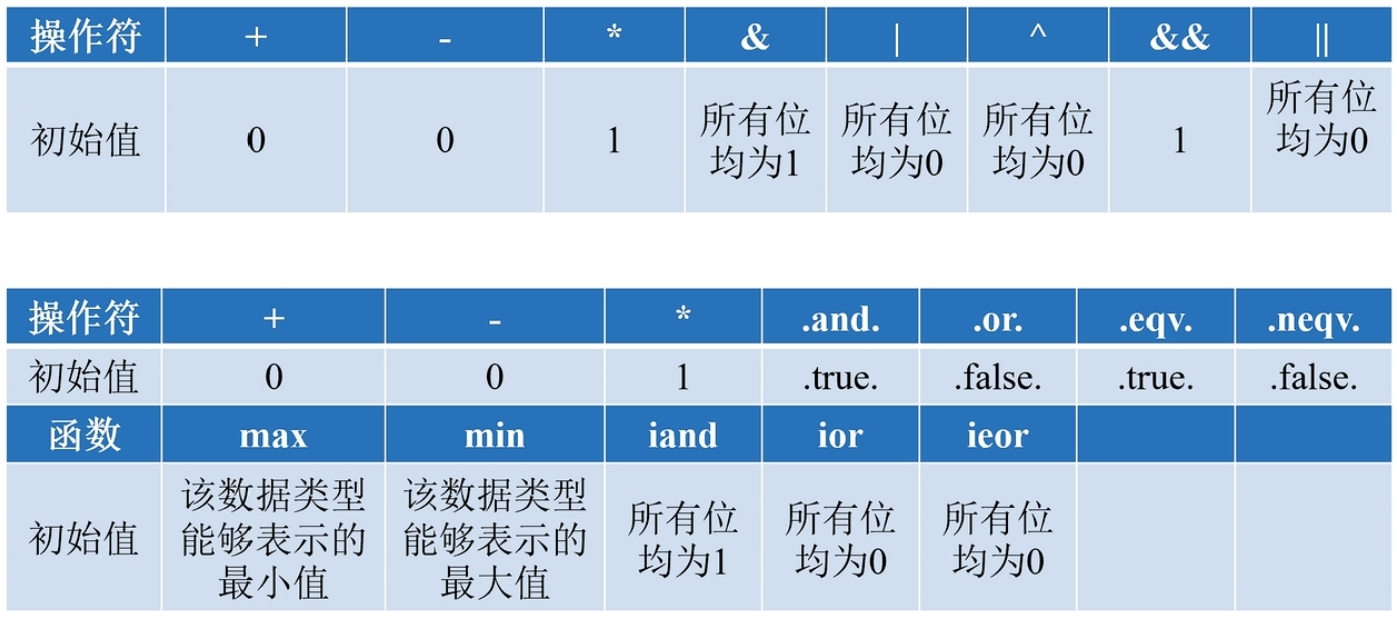 操作符 + - * & | ^ && ||
初始值 0 0 1 所有位均为1 所有位均为0 所有位均为0 1 所有位均为0
操作符 + - * .and. .or. .eqv. .neqv.
初始值 0 0 1 .true. .false. .true. .false.
函数 max min iand ior ieor
初始值 该数据类型能够表示的最小值 该数据类型能够表示的最大值 所有位均为1 所有位均为0 所有位均为0